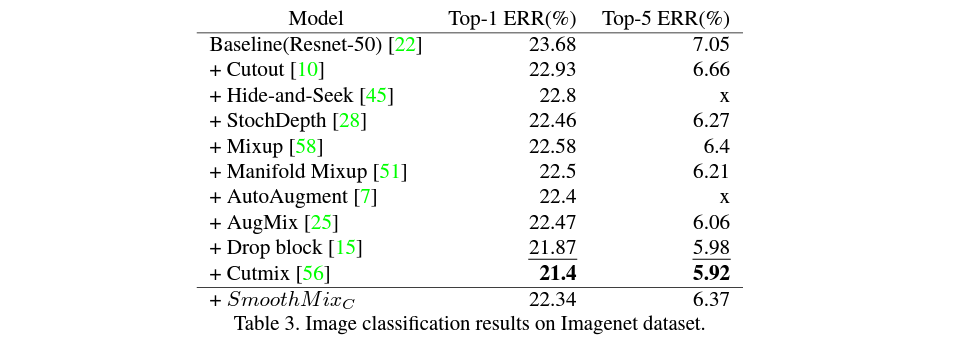 Model Top-1 ERR(%) Top-5 ERR(%)
Baseline(Resnet-50) [22] 23.68 7.05
+ Cutout [10] 22.93 6.66
+ Hide-and-Seek [45] 22.8 x
+ StochDepth [28] 22.46 6.27
+ Mixup [58] 22.58 6.4
+ Manifold Mixup [51] 22.5 6.21
+ AutoAugment [7] 22.4 x
+ AugMix [25] 22.47 6.06
+ Drop block [15] 21.87 5.98
+ Cutmix [56] 21.4 5.92
+ SmoothMixC 22.34 6.37
Table 3. Image classification results on Imagenet dataset.